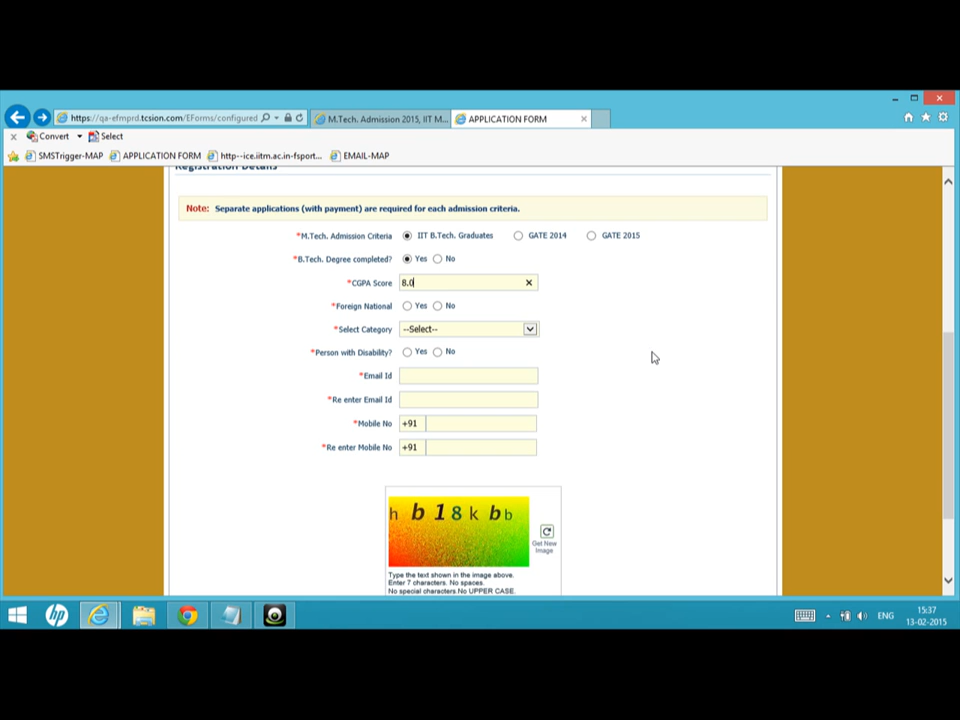 https://qa-efmprd.tcsion.com/EForms/configured
M.Tech. Admission 2015, IIT M...
APPLICATION FORM
Convert
Select
SMSTrigger-MAP
APPLICATION FORM
http--ice.iitm.ac.in-fsport...
EMAIL-MAP
Registration Details
Note: Separate applications (with payment) are required for each admission criteria.
*M.Tech. Admission Criteria IIT B.Tech. Graduates GATE 2014 GATE 2015
*B.Tech. Degree completed? Yes No
*CGPA Score 8.0
*Foreign National Yes No
*Select Category --Select--
*Person with Disability? Yes No
*Email Id
*Re enter Email Id
*Mobile No +91
*Re enter Mobile No +91
h b 1 8 k b b
Get New
Image
Type the text shown in the image above.
Enter 7 characters. No spaces.
No special characters.No UPPER CASE.
hp
ENG
15:37
13-02-2015